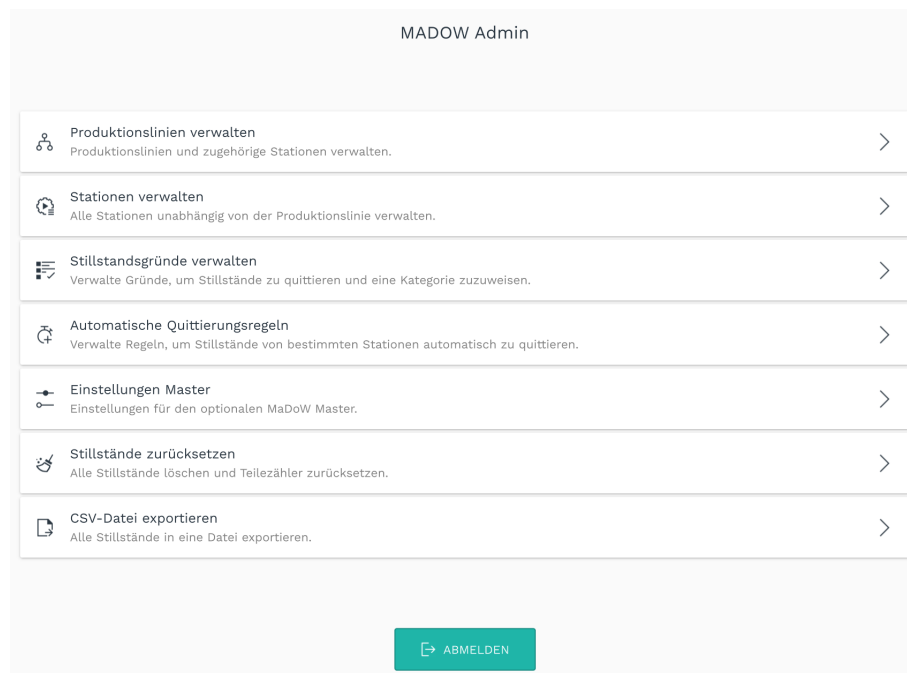 MADOW Admin
Produktionslinien verwalten
Produktionslinien und zugehörige Stationen verwalten.
Stationen verwalten
Alle Stationen unabhängig von der Produktionslinie verwalten.
Stillstandsgründe verwalten
Verwalte Gründe, um Stillstände zu quittieren und eine Kategorie zuzuweisen.
Automatische Quittierungsregeln
Verwalte Regeln, um Stillstände von bestimmten Stationen automatisch zu quittieren.
Einstellungen Master
Einstellungen für den optionalen MaDoW Master.
Stillstände zurücksetzen
Alle Stillstände löschen und Teilezähler zurücksetzen.
CSV-Datei exportieren
Alle Stillstände in eine Datei exportieren.
ABMELDEN